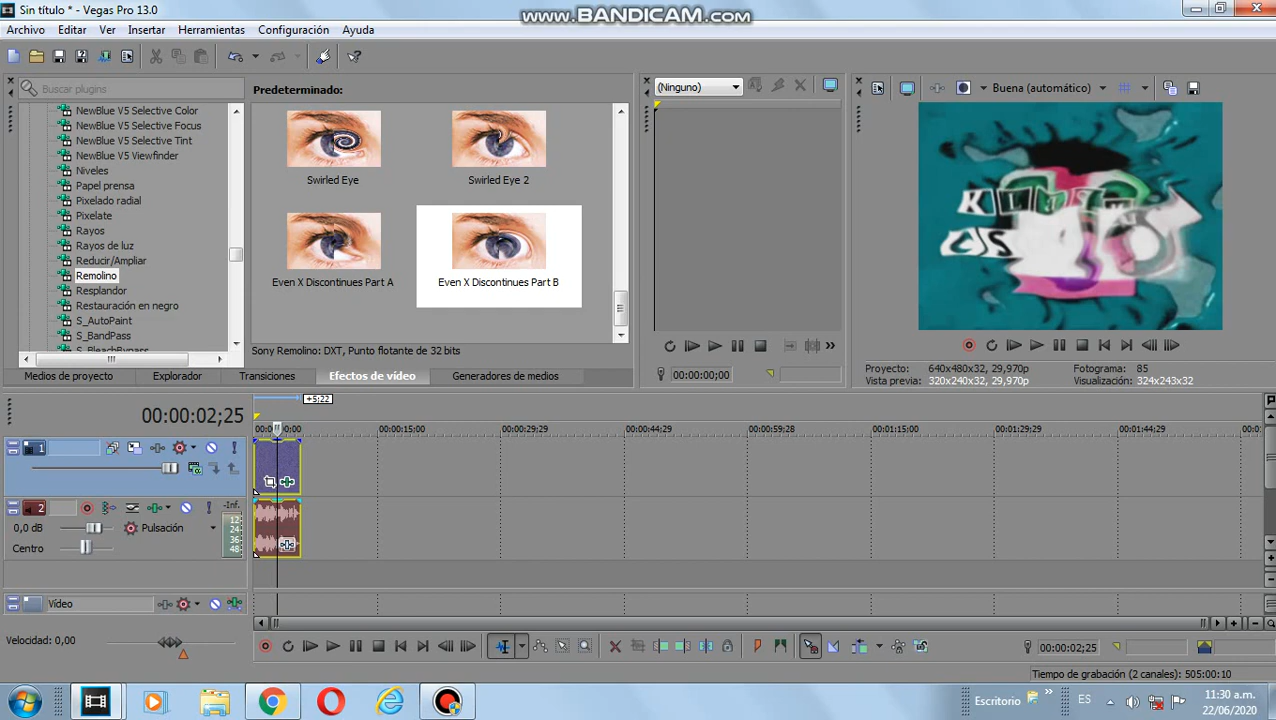 Sin título * - Vegas Pro 13.0
www.BANDICAM.com
Archivo Editar Ver Insertar Herramientas Configuración Ayuda
Buscar plugins
Predeterminado:
(Ninguno)
Buena (automático)
NewBlue V5 Selective Color
NewBlue V5 Selective Focus
NewBlue V5 Selective Tint
NewBlue V5 Viewfinder
Niveles
Papel prensa
Pixelado radial
Pixelate
Rayos
Rayos de luz
Reducir/Ampliar
Remolino
Resplandor
Restauración en negro
S_AutoPaint
S_BandPass
S_BleachBypass
Swirled Eye
Swirled Eye 2
Even X Discontinues Part A
Even X Discontinues Part B
Sony Remolino: DXT, Punto flotante de 32 bits
Medios de proyecto Explorador Transiciones Efectos de vídeo Generadores de medios
00:00:00;00
Proyecto: 640x480x32, 29,970p
Fotograma: 85
Vista previa: 320x240x32, 29,970p
Visualización: 324x243x32
00:00:02;25
+5;22
00:00:15;00 00:00:29;29 00:00:44;29 00:00:59;28 00:01:15;00 00:01:29;29 00:01:44;29
1
2
-Inf.
12
24
36
48
0,0 dB
Pulsación
Centro
Vídeo
Velocidad: 0,00
00:00:02;25
Tiempo de grabación (2 canales): 505:00:10
Escritorio
ES
11:30 a.m.
22/06/2020